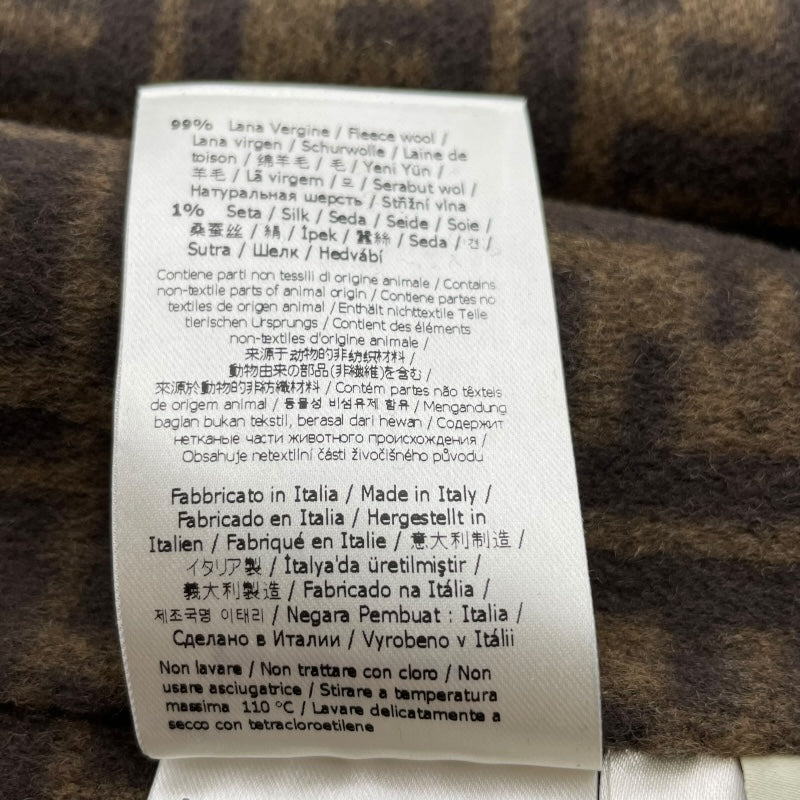 99% Lana Vergine / Fleece wool /
Lana virgen / Schurwolle / Laine de
toison / 绵羊毛 / 毛 / Yeni Yün /
羊毛 / Lã virgem / 모 / Serabut wol /
Натуральная шерсть / Střižní vlna
1% Seta / Silk / Seda / Seide / Soie /
桑蚕丝 / 絹 / İpek / 蠶絲 / Seda / 견 /
Sutra / Шелк / Hedvábí
Contiene parti non tessili di origine animale / Contains
non-textile parts of animal origin / Contiene partes no
textiles de origen animal / Enthält nichttextile Teile
tierischen Ursprungs / Contient des éléments
non-textiles d'origine animale /
来源于动物的非纺织材料 /
動物由来の部品(非繊維)を含む /
來源於動物的非紡織材料 / Contém partes não têxteis
de origem animal / 동물성 비섬유제 함유 / Mengandung
bagian bukan tekstil, berasal dari hewan / Содержит
нетканые части животного происхождения /
Obsahuje netextilní části živočišného původu
Fabbricato in Italia / Made in Italy /
Fabricado en Italia / Hergestellt in
Italien / Fabriqué en Italie / 意大利制造 /
イタリア製 / İtalya'da üretilmiştir /
義大利製造 / Fabricado na Itália /
제조국명 이태리 / Negara Pembuat : Italia /
Сделано в Италии / Vyrobeno v Itálii
Non lavare / Non trattare con cloro / Non
usare asciugatrice / Stirare a temperatura
massima 110 °C / Lavare delicatamente a
secco con tetracloroetilene